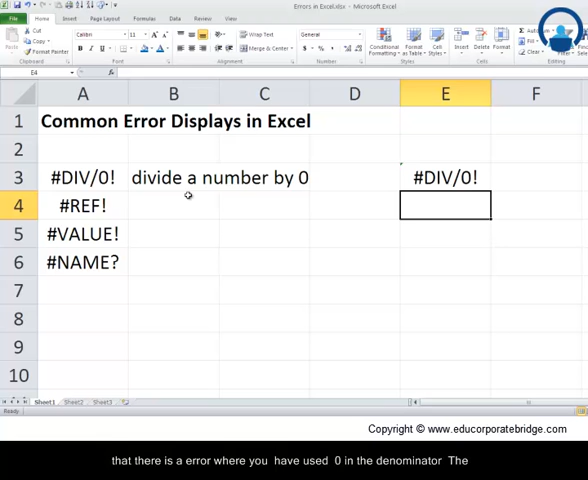 Errors in Excel.xlsx - Microsoft Excel
File Home Insert Page Layout Formulas Data Review View
Cut
Copy
Paste
Format Painter
Calibri 11
Wrap Text
Merge & Center
General
Conditional Formatting Format as Table Cell Styles
Insert Delete Format
AutoSum
Fill
Clipboard Font Alignment Number Styles Cells
E4 fx
A B C D E F
1 Common Error Displays in Excel
2
3 #DIV/0! divide a number by 0 #DIV/0!
4 #REF!
5 #VALUE!
6 #NAME?
7
8
9
10
Sheet1 Sheet2 Sheet3
Ready
Copyright © www.educorporatebridge.com
that there is a error where you have used 0 in the denominator The